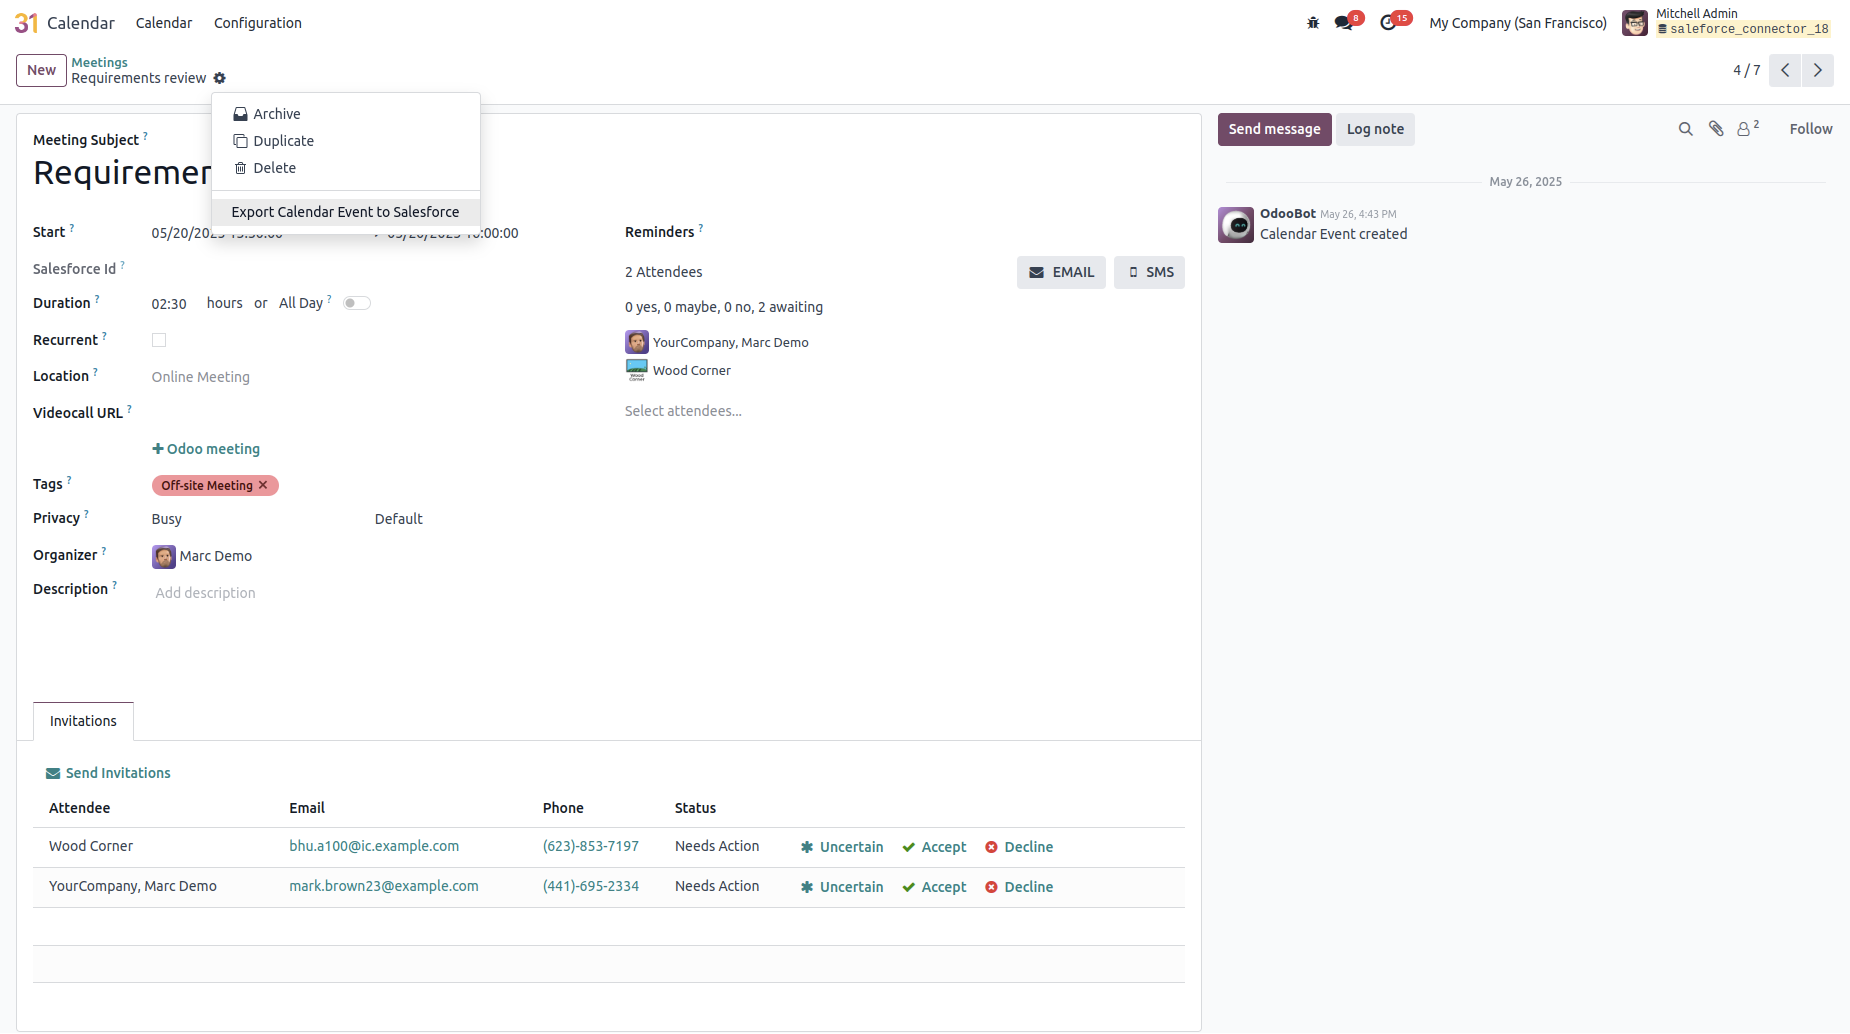 31 Calendar Calendar Configuration
8 15 My Company (San Francisco) Mitchell Admin
saleforce_connector_18
New Meetings
Requirements review
4 / 7
Archive
Duplicate
Delete
Export Calendar Event to Salesforce
Meeting Subject ?
Requiremen
Start ? 05/20/2025 00:00
Salesforce Id ?
Duration ? 02:30 hours or All Day ?
Recurrent ?
Location ? Online Meeting
Videocall URL ?
Odoo meeting
Tags ? Off-site Meeting
Privacy ? Busy Default
Organizer ? Marc Demo
Description ? Add description
Reminders ?
2 Attendees EMAIL SMS
0 yes, 0 maybe, 0 no, 2 awaiting
YourCompany, Marc Demo
Wood Corner
Select attendees...
Invitations
Send Invitations
Attendee Email Phone Status
Wood Corner bhu.a100@ic.example.com (623)-853-7197 Needs Action Uncertain Accept Decline
YourCompany, Marc Demo mark.brown23@example.com (441)-695-2334 Needs Action Uncertain Accept Decline
Send message Log note 2 Follow
May 26, 2025
OdooBot May 26, 4:43 PM
Calendar Event created